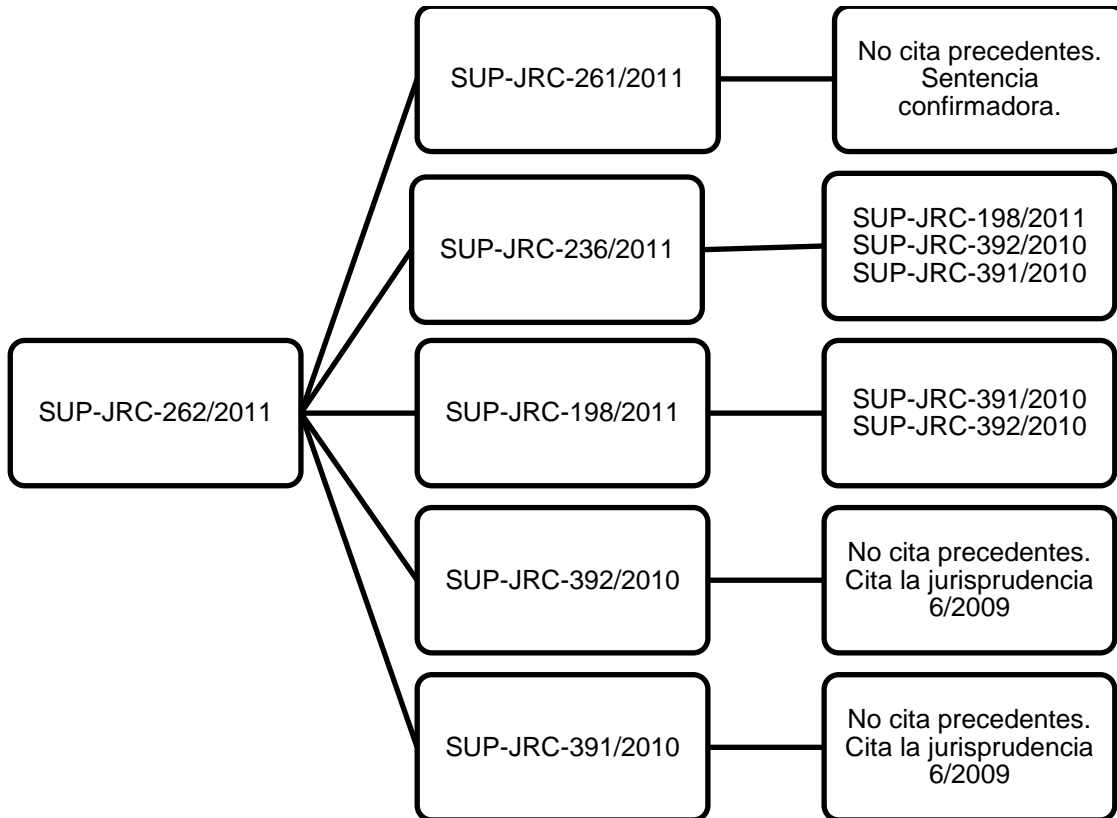 SUP-JRC-262/2011
SUP-JRC-261/2011
No cita precedentes.
Sentencia
confirmadora.
SUP-JRC-236/2011
SUP-JRC-198/2011
SUP-JRC-392/2010
SUP-JRC-391/2010
SUP-JRC-198/2011
SUP-JRC-391/2010
SUP-JRC-392/2010
SUP-JRC-392/2010
No cita precedentes.
Cita la jurisprudencia
6/2009
SUP-JRC-391/2010
No cita precedentes.
Cita la jurisprudencia
6/2009